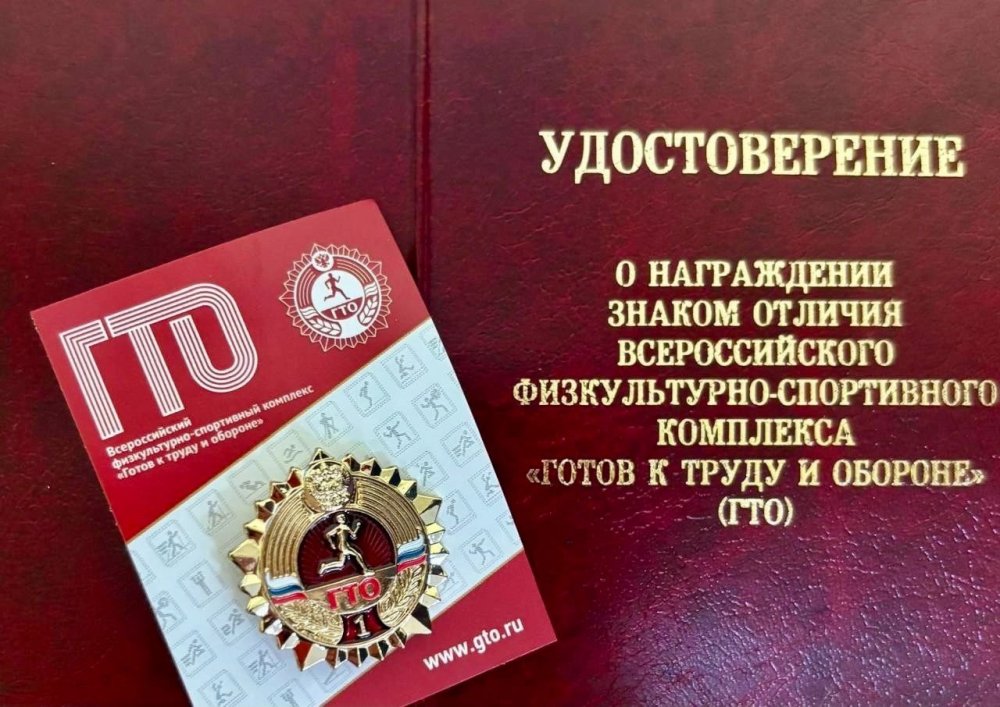 ГТО
Всероссийский
физкультурно-спортивный комплекс
«Готов к труду и обороне»
ГТО
ГТО
1
www.gto.ru
УДОСТОВЕРЕНИЕ
О НАГРАЖДЕНИИ
ЗНАКОМ ОТЛИЧИЯ
ВСЕРОССИЙСКОГО
ФИЗКУЛЬТУРНО-СПОРТИВНОГО
КОМПЛЕКСА
«ГОТОВ К ТРУДУ И ОБОРОНЕ»
(ГТО)